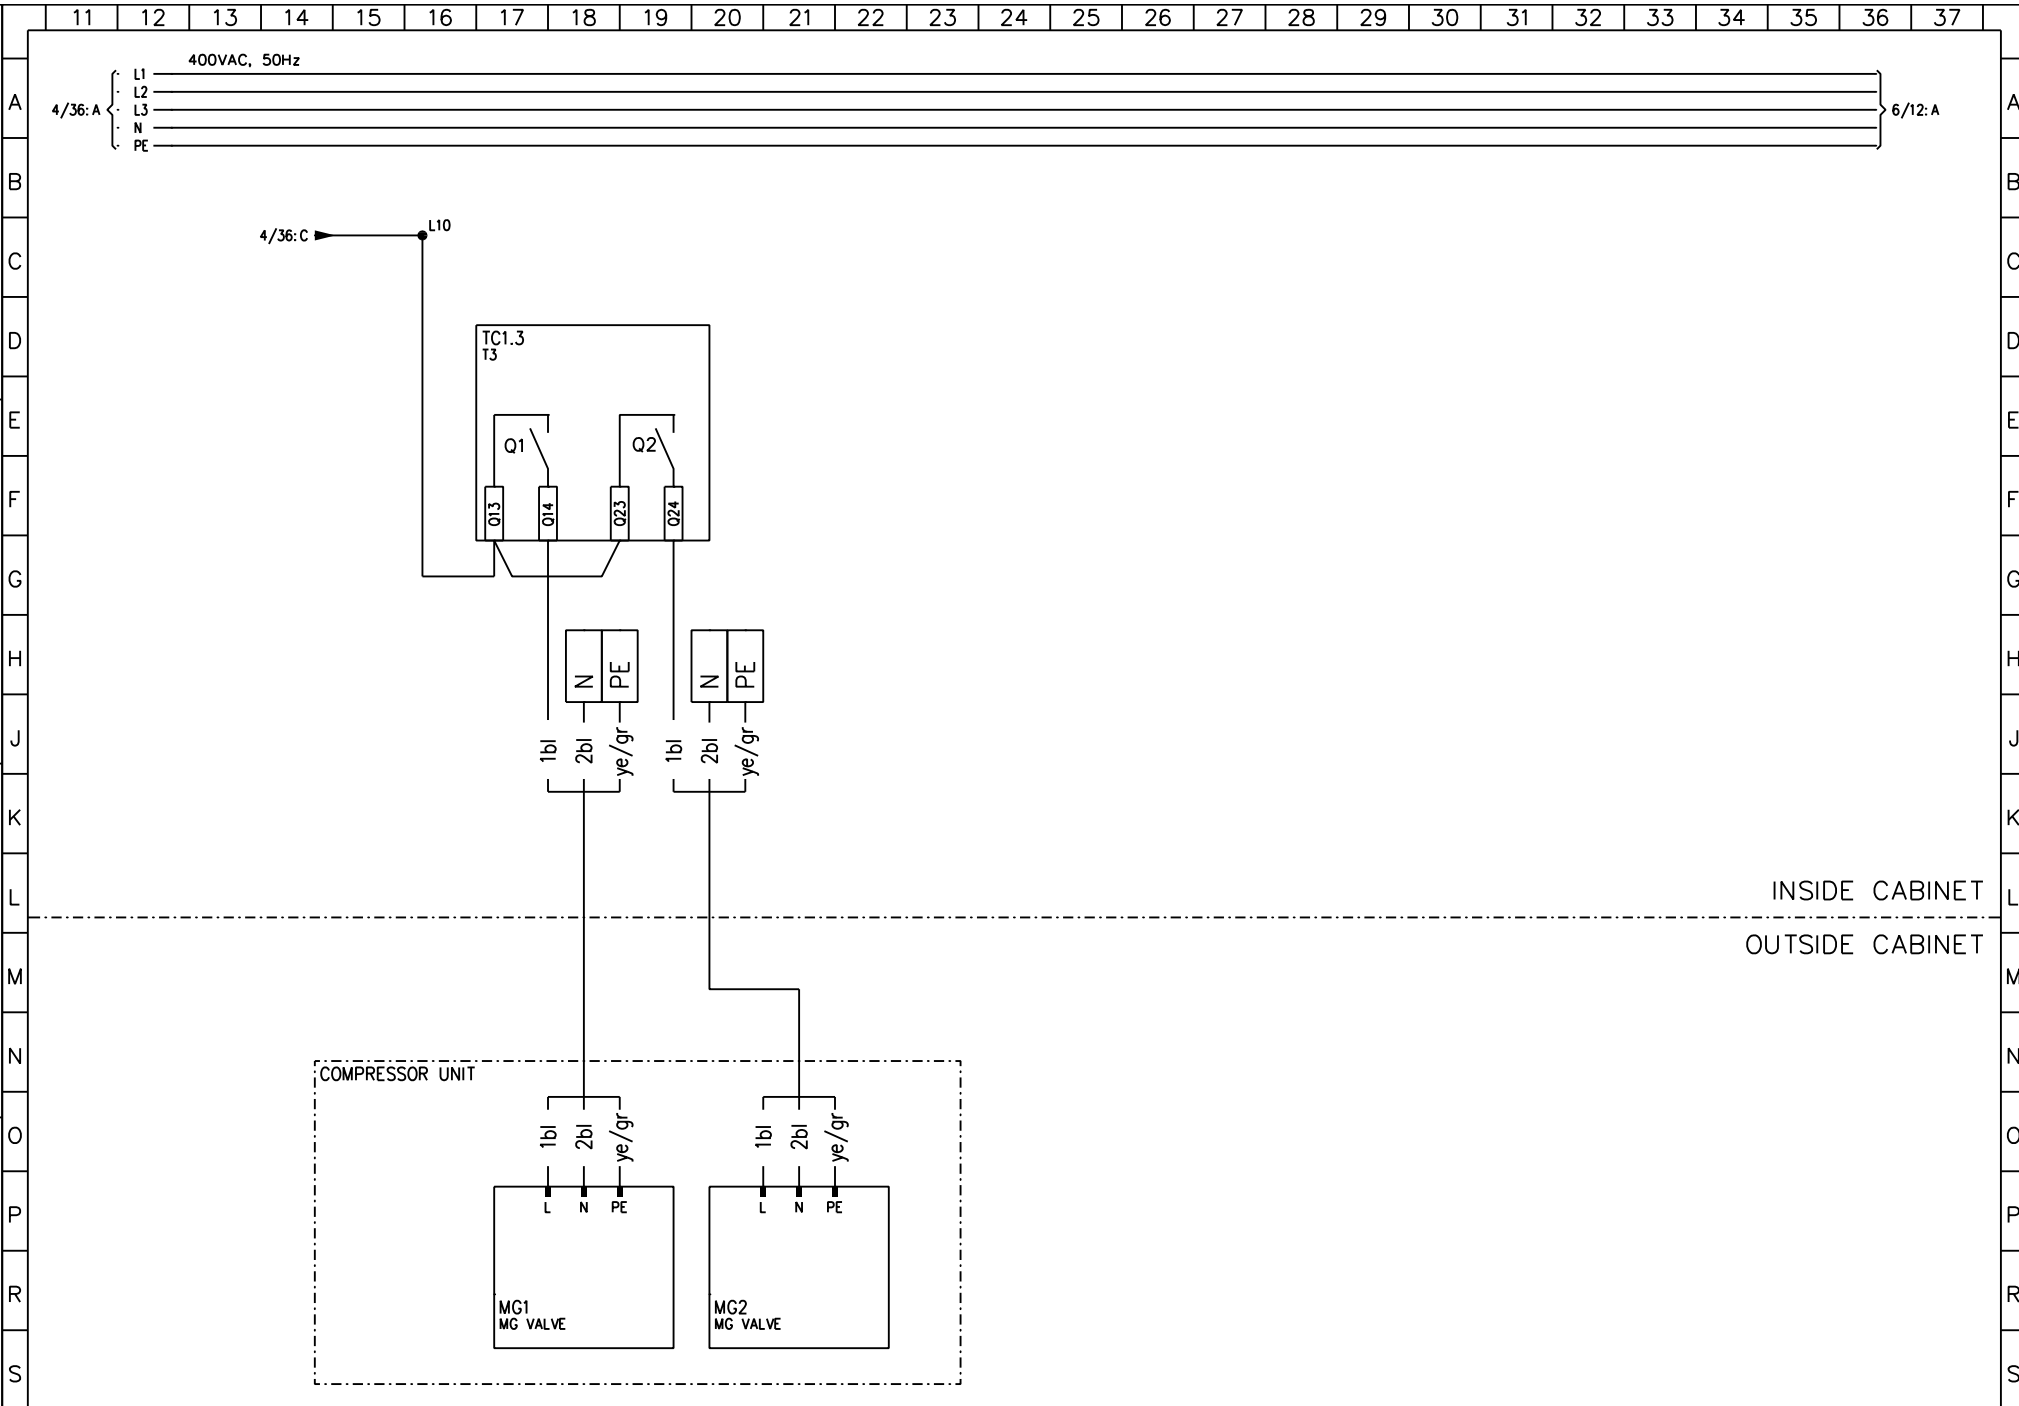 11 12 13 14 15 16 17 18 19 20 21 22 23 24 25 26 27 28 29 30 31 32 33 34 35 36 37
400VAC, 50Hz
L1
L2
A 4/36:A L3 6/12:A A
N
PE
B B
4/36:C L10
C C
D TC1.3 D
T3
E E
Q1 Q2
F Q13 Q14 Q23 Q24 F
G G
H N PE N PE H
J 1bl 2bl ye/gr 1bl 2bl ye/gr J
K K
L INSIDE CABINET L
OUTSIDE CABINET
M M
N N
COMPRESSOR UNIT
O 1bl 2bl ye/gr 1bl 2bl ye/gr O
P L N PE L N PE P
R R
MG1 MG2
MG VALVE MG VALVE
S S